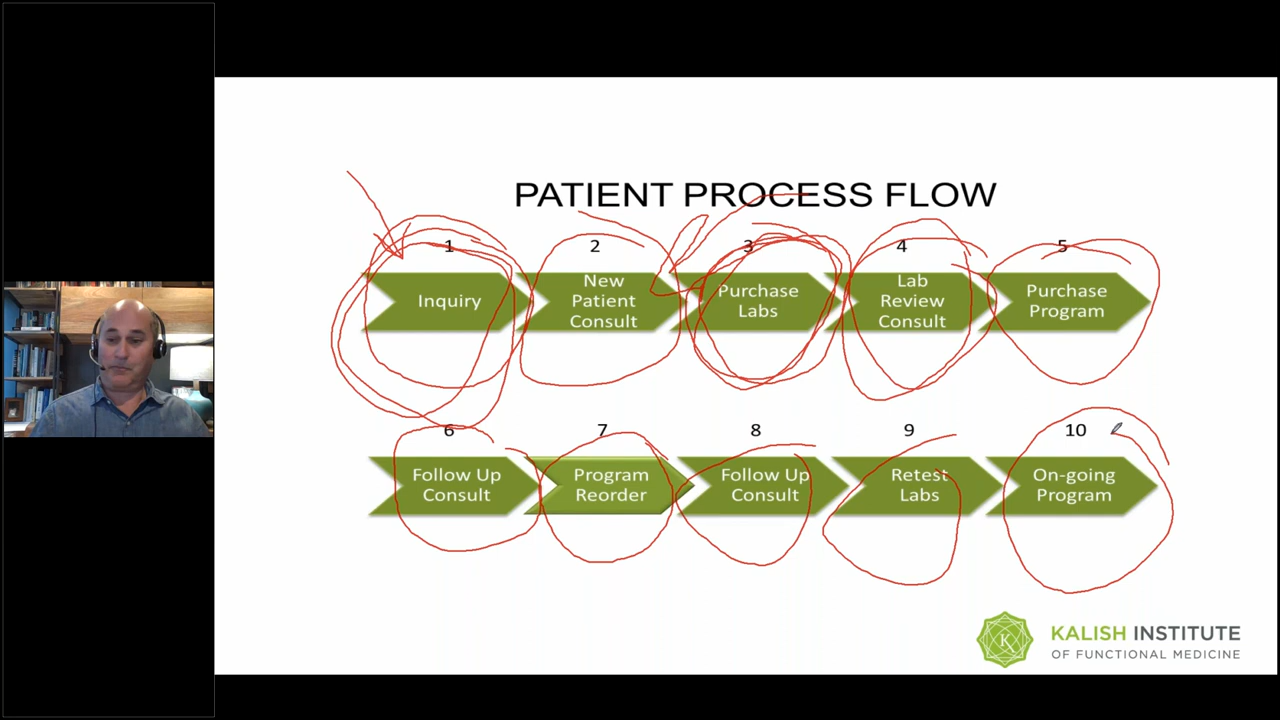 PATIENT PROCESS FLOW
1
2
3
4
5
Inquiry
New
Patient
Consult
Purchase
Labs
Lab
Review
Consult
Purchase
Program
6
7
8
9
10
Follow Up
Consult
Program
Reorder
Follow Up
Consult
Retest
Labs
On-going
Program
K
KALISH INSTITUTE
OF FUNCTIONAL MEDICINE